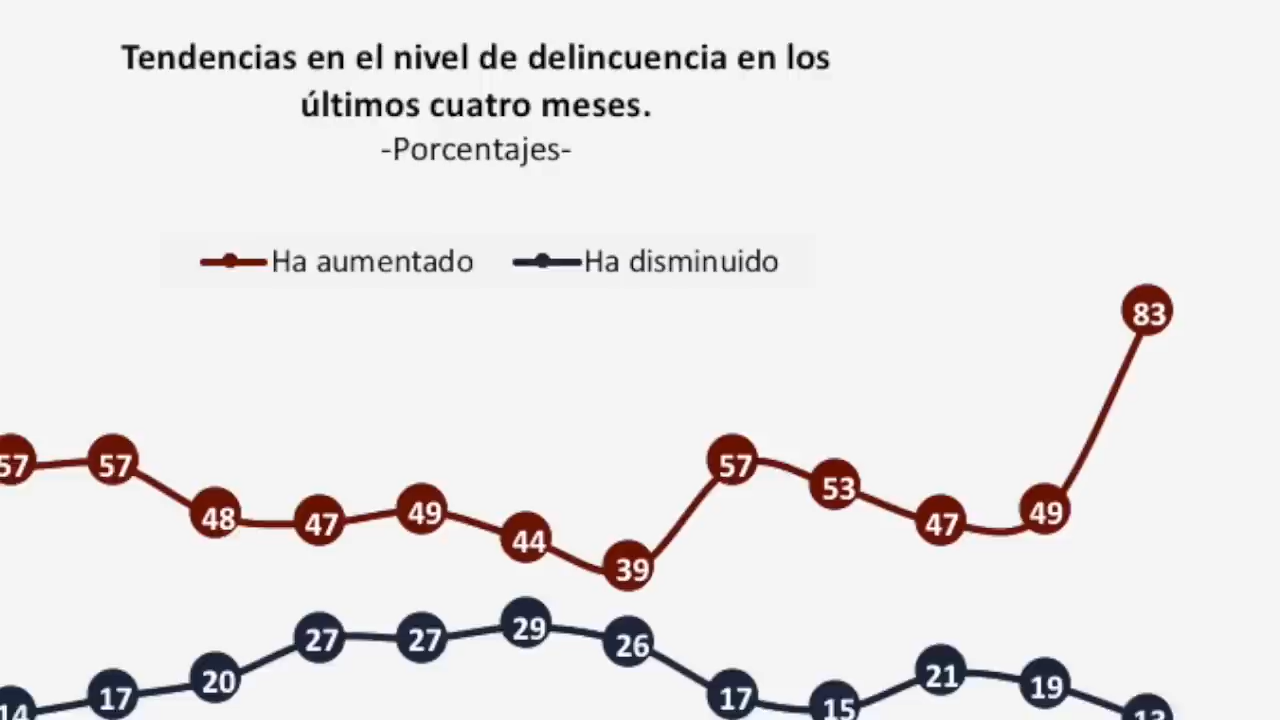 Tendencias en el nivel de delincuencia en los
últimos cuatro meses.
-Porcentajes-
Ha aumentado Ha disminuido
83
57 57 48 47 49 44 39 57 53 47 49
14 17 20 27 27 29 26 17 15 21 19